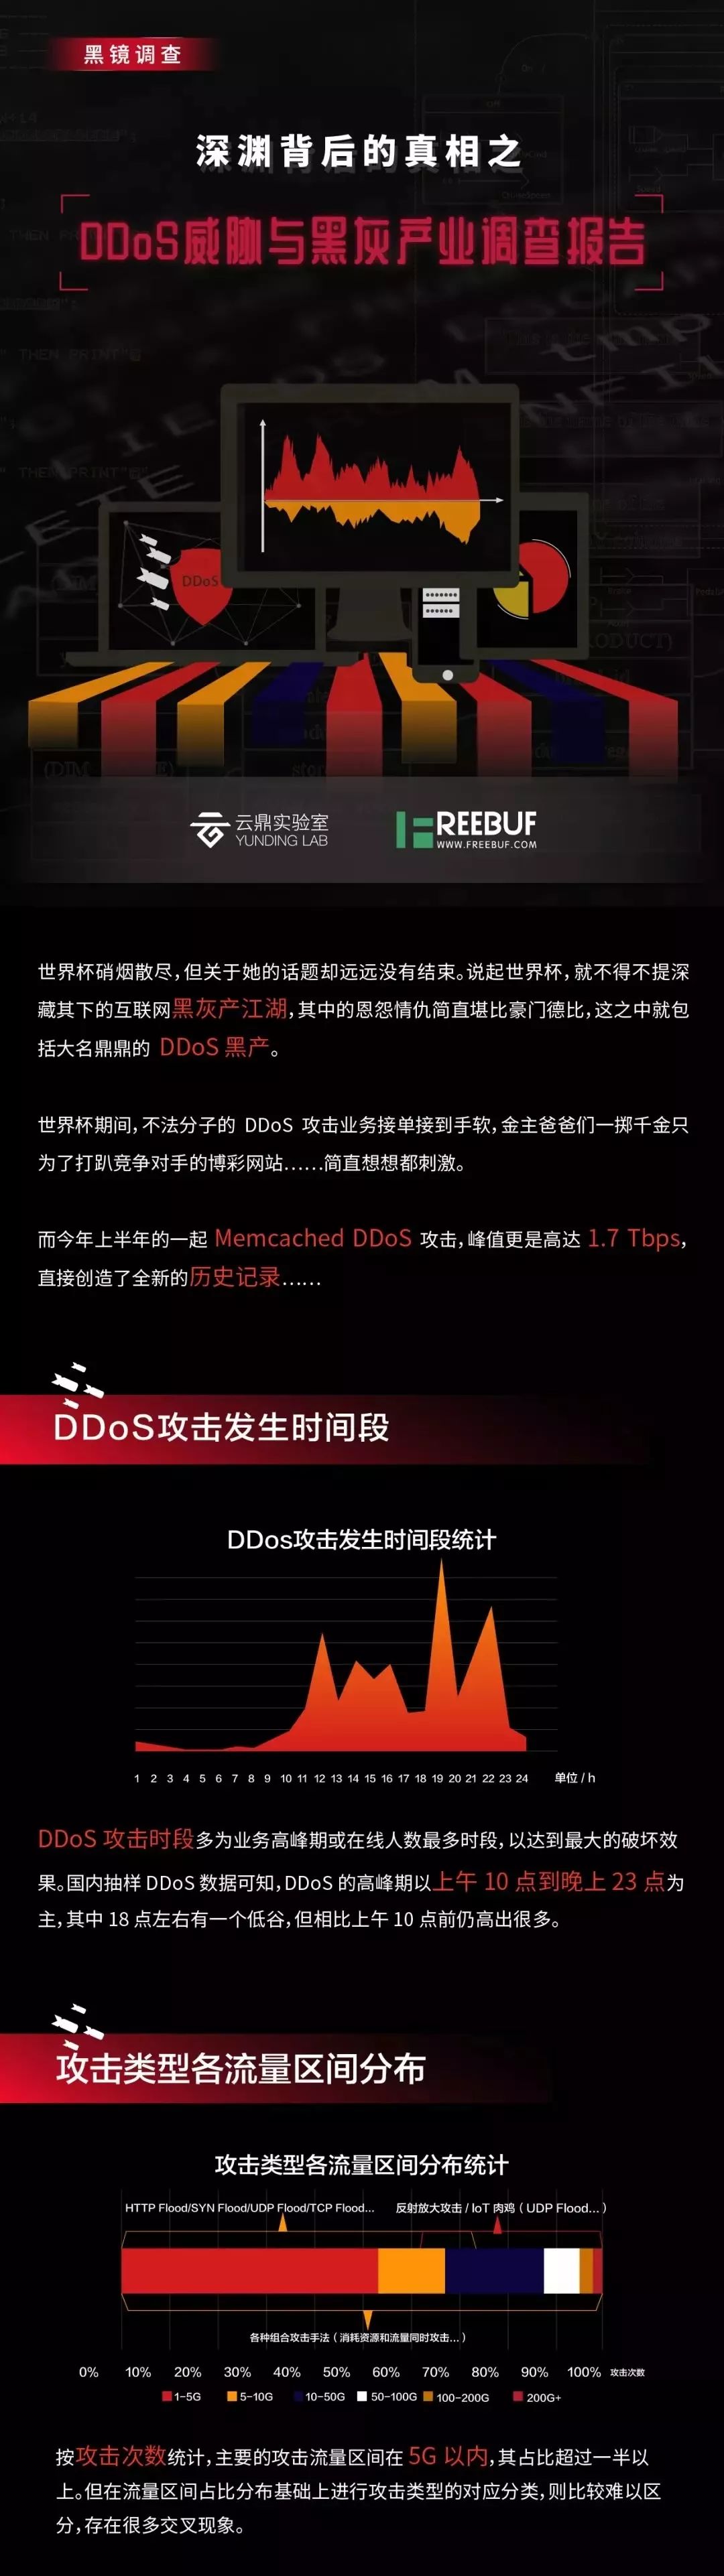 黑镜调查
深渊背后的真相之
DDoS威胁与黑灰产业调查报告
DDoS
云鼎实验室
YUNDING LAB
FREEBUF
WWW.FREEBUF.COM
世界杯硝烟散尽，但关于她的话题却远远没有结束。说起世界杯，就不得不提深
藏其下的互联网黑灰产江湖，其中的恩怨情仇简直堪比豪门德比，这之中就包
括大名鼎鼎的 DDoS 黑产。
世界杯期间，不法分子的 DDoS 攻击业务接单接到手软，金主爸爸们一掷千金只
为了打趴竞争对手的博彩网站……简直想想都刺激。
而今年上半年的一起 Memcached DDoS 攻击，峰值更是高达 1.7 Tbps，
直接创造了全新的历史记录……
DDoS攻击发生时间段
DDos攻击发生时间段统计
1 2 3 4 5 6 7 8 9 10 11 12 13 14 15 16 17 18 19 20 21 22 23 24 单位 / h
DDoS 攻击时段多为业务高峰期或在线人数最多时段，以达到最大的破坏效
果。国内抽样 DDoS 数据可知，DDoS 的高峰期以上午 10 点到晚上 23 点为
主，其中 18 点左右有一个低谷，但相比上午 10 点前仍高出很多。
攻击类型各流量区间分布
攻击类型各流量区间分布统计
HTTP Flood/SYN Flood/UDP Flood/TCP Flood... 反射放大攻击 / IoT 肉鸡（ UDP Flood... ）
各种组合攻击手法（ 消耗资源和流量同时攻击... ）
0% 10% 20% 30% 40% 50% 60% 70% 80% 90% 100% 攻击次数
1-5G 5-10G 10-50G 50-100G 100-200G 200G+
按攻击次数统计，主要的攻击流量区间在 5G 以内，其占比超过一半以
上。但在流量区间占比分布基础上进行攻击类型的对应分类，则比较难以区
分，存在很多交叉现象。